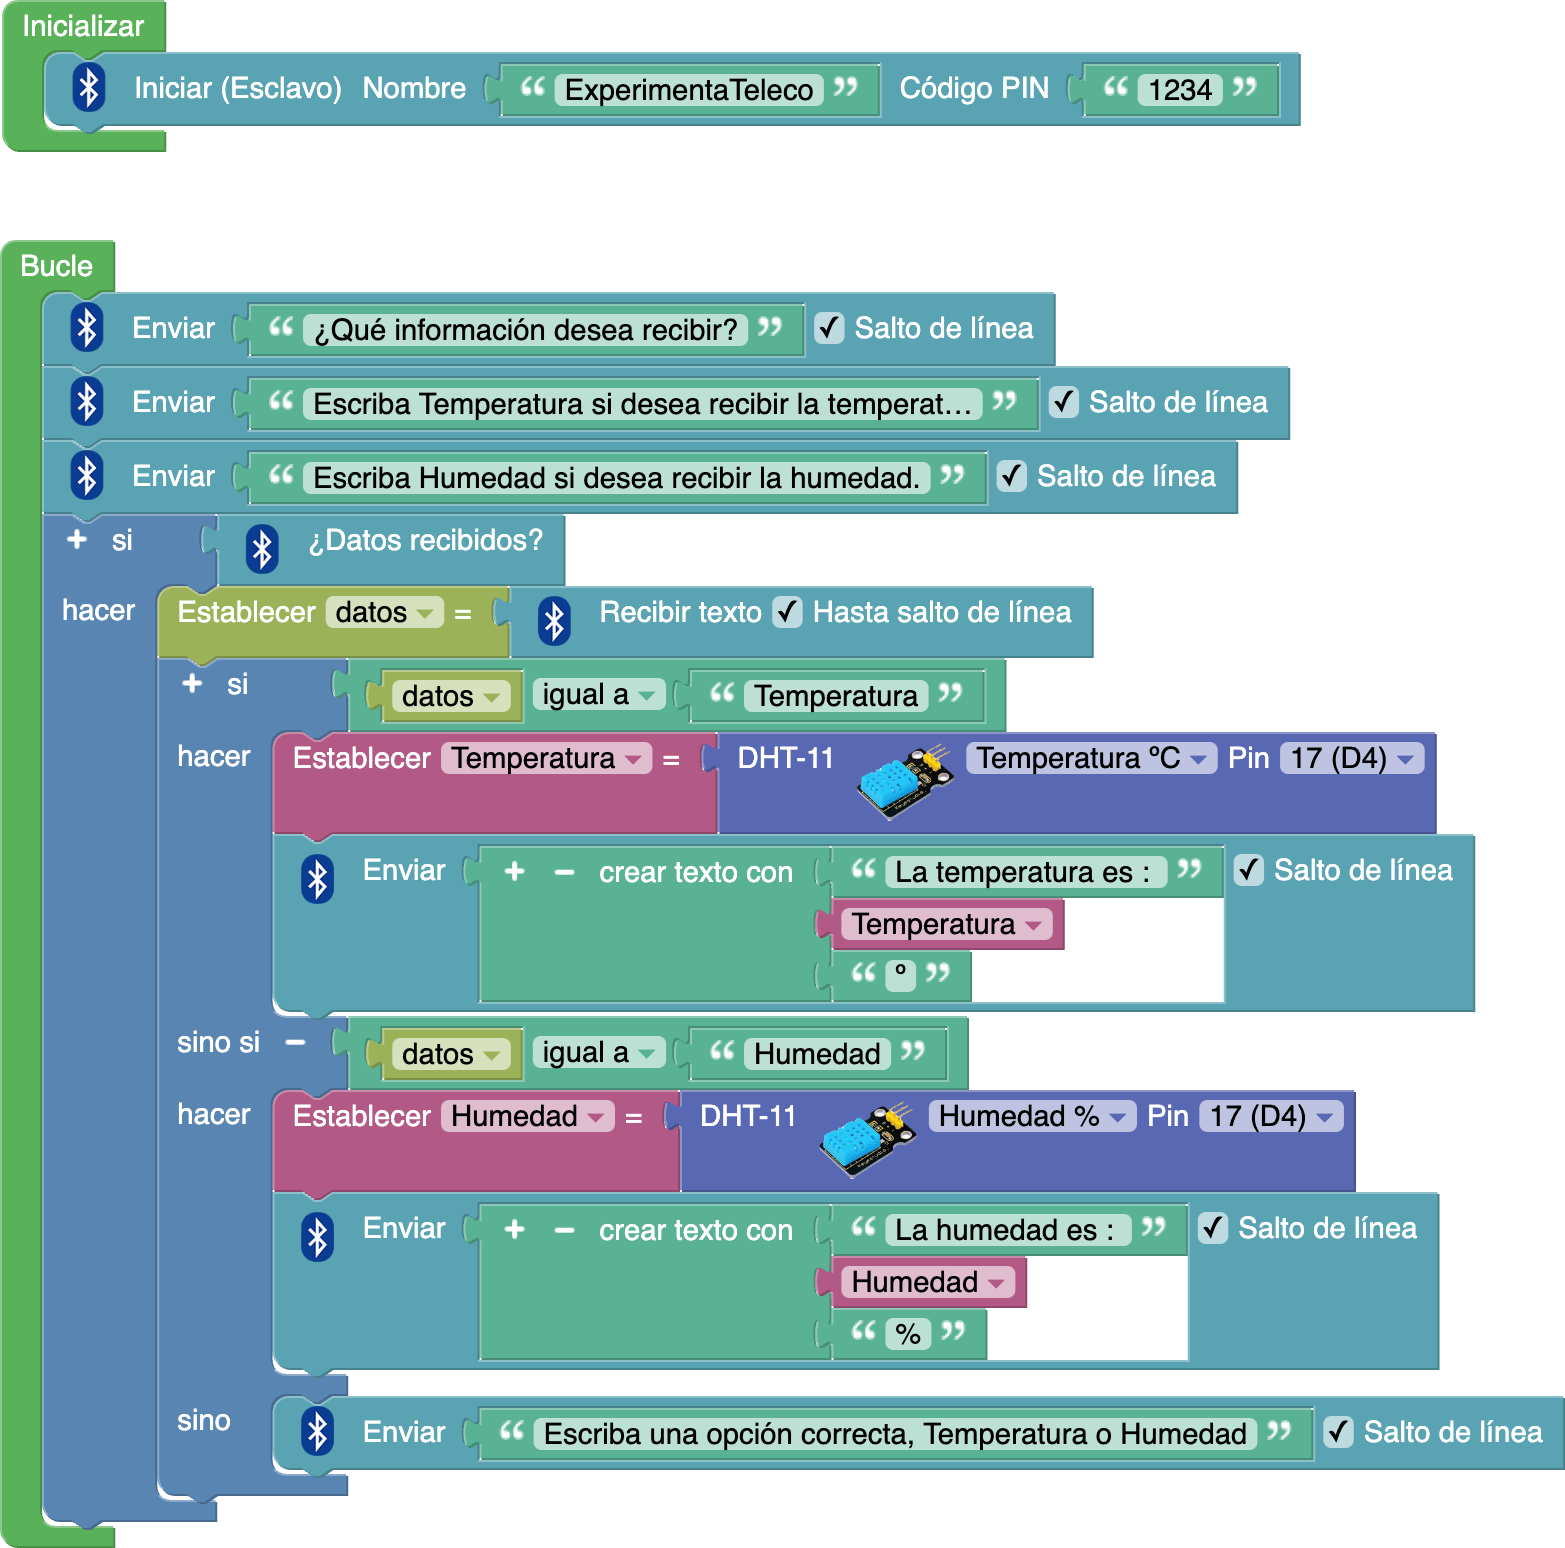 Inicializar
Iniciar (Esclavo) Nombre “ ExperimentaTeleco ” Código PIN “ 1234 ”
Bucle
Enviar “ ¿Qué información desea recibir? ” ✓ Salto de línea
Enviar “ Escriba Temperatura si desea recibir la temperat... ” ✓ Salto de línea
Enviar “ Escriba Humedad si desea recibir la humedad. ” ✓ Salto de línea
+ si ¿Datos recibidos?
hacer Establecer datos = Recibir texto ✓ Hasta salto de línea
+ si datos igual a “ Temperatura ”
hacer Establecer Temperatura = DHT-11 Temperatura ºC Pin 17 (D4)
Enviar + − crear texto con “ La temperatura es : ” ✓ Salto de línea
Temperatura
“ º ”
sino si − datos igual a “ Humedad ”
hacer Establecer Humedad = DHT-11 Humedad % Pin 17 (D4)
Enviar + − crear texto con “ La humedad es : ” ✓ Salto de línea
Humedad
“ % ”
sino Enviar “ Escriba una opción correcta, Temperatura o Humedad ” ✓ Salto de línea